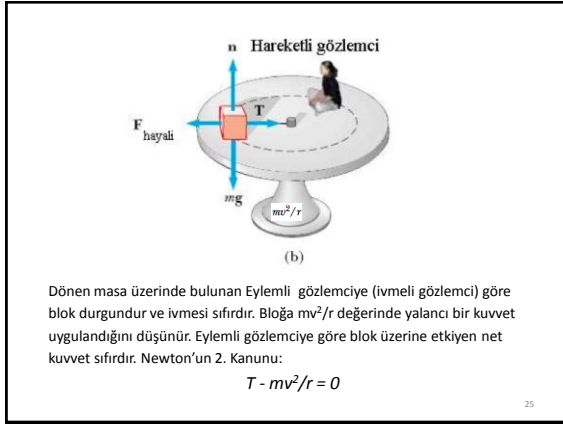 n Hareketli gözlemci
T
F hayali
mg
mv²/r
(b)
Dönen masa üzerinde bulunan Eylemli gözlemciye (ivmeli gözlemci) göre
blok durgundur ve ivmesi sıfırdır. Bloğa mv²/r değerinde yalancı bir kuvvet
uygulandığını düşünür. Eylemli gözlemciye göre blok üzerine etkiyen net
kuvvet sıfırdır. Newton’un 2. Kanunu:
T - mv²/r = 0
25